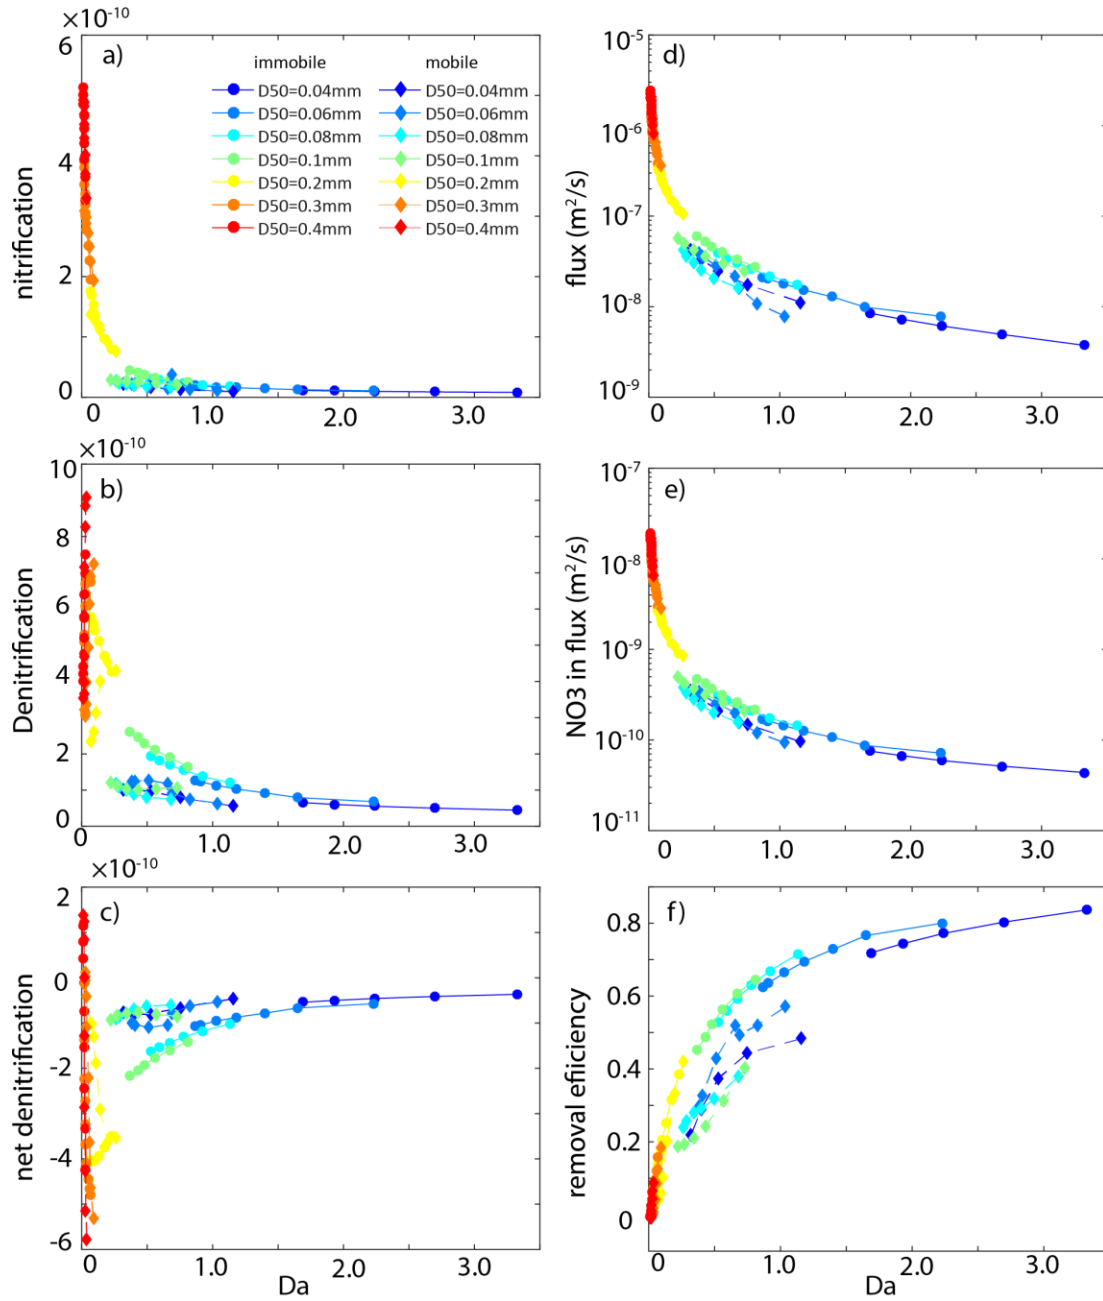 ×10-10
6
a)
immobile mobile
D50=0.04mm D50=0.04mm
D50=0.06mm D50=0.06mm
D50=0.08mm D50=0.08mm
D50=0.1mm D50=0.1mm
D50=0.2mm D50=0.2mm
D50=0.3mm D50=0.3mm
D50=0.4mm D50=0.4mm
4
2
0
nitrification
0 1.0 2.0 3.0
10-5
d)
10-6
10-7
10-8
10-9
flux (m2/s)
0 1.0 2.0 3.0
×10-10
10
b)
8
6
4
2
0
Denitrification
0 1.0 2.0 3.0
10-7
e)
10-8
10-9
10-10
10-11
NO3 in flux (m2/s)
0 1.0 2.0 3.0
×10-10
2
c)
0
-2
-4
-6
net denitrification
0 1.0 2.0 3.0
Da
f)
0.8
0.6
0.4
0.2
0
removal efiiciency
0 1.0 2.0 3.0
Da